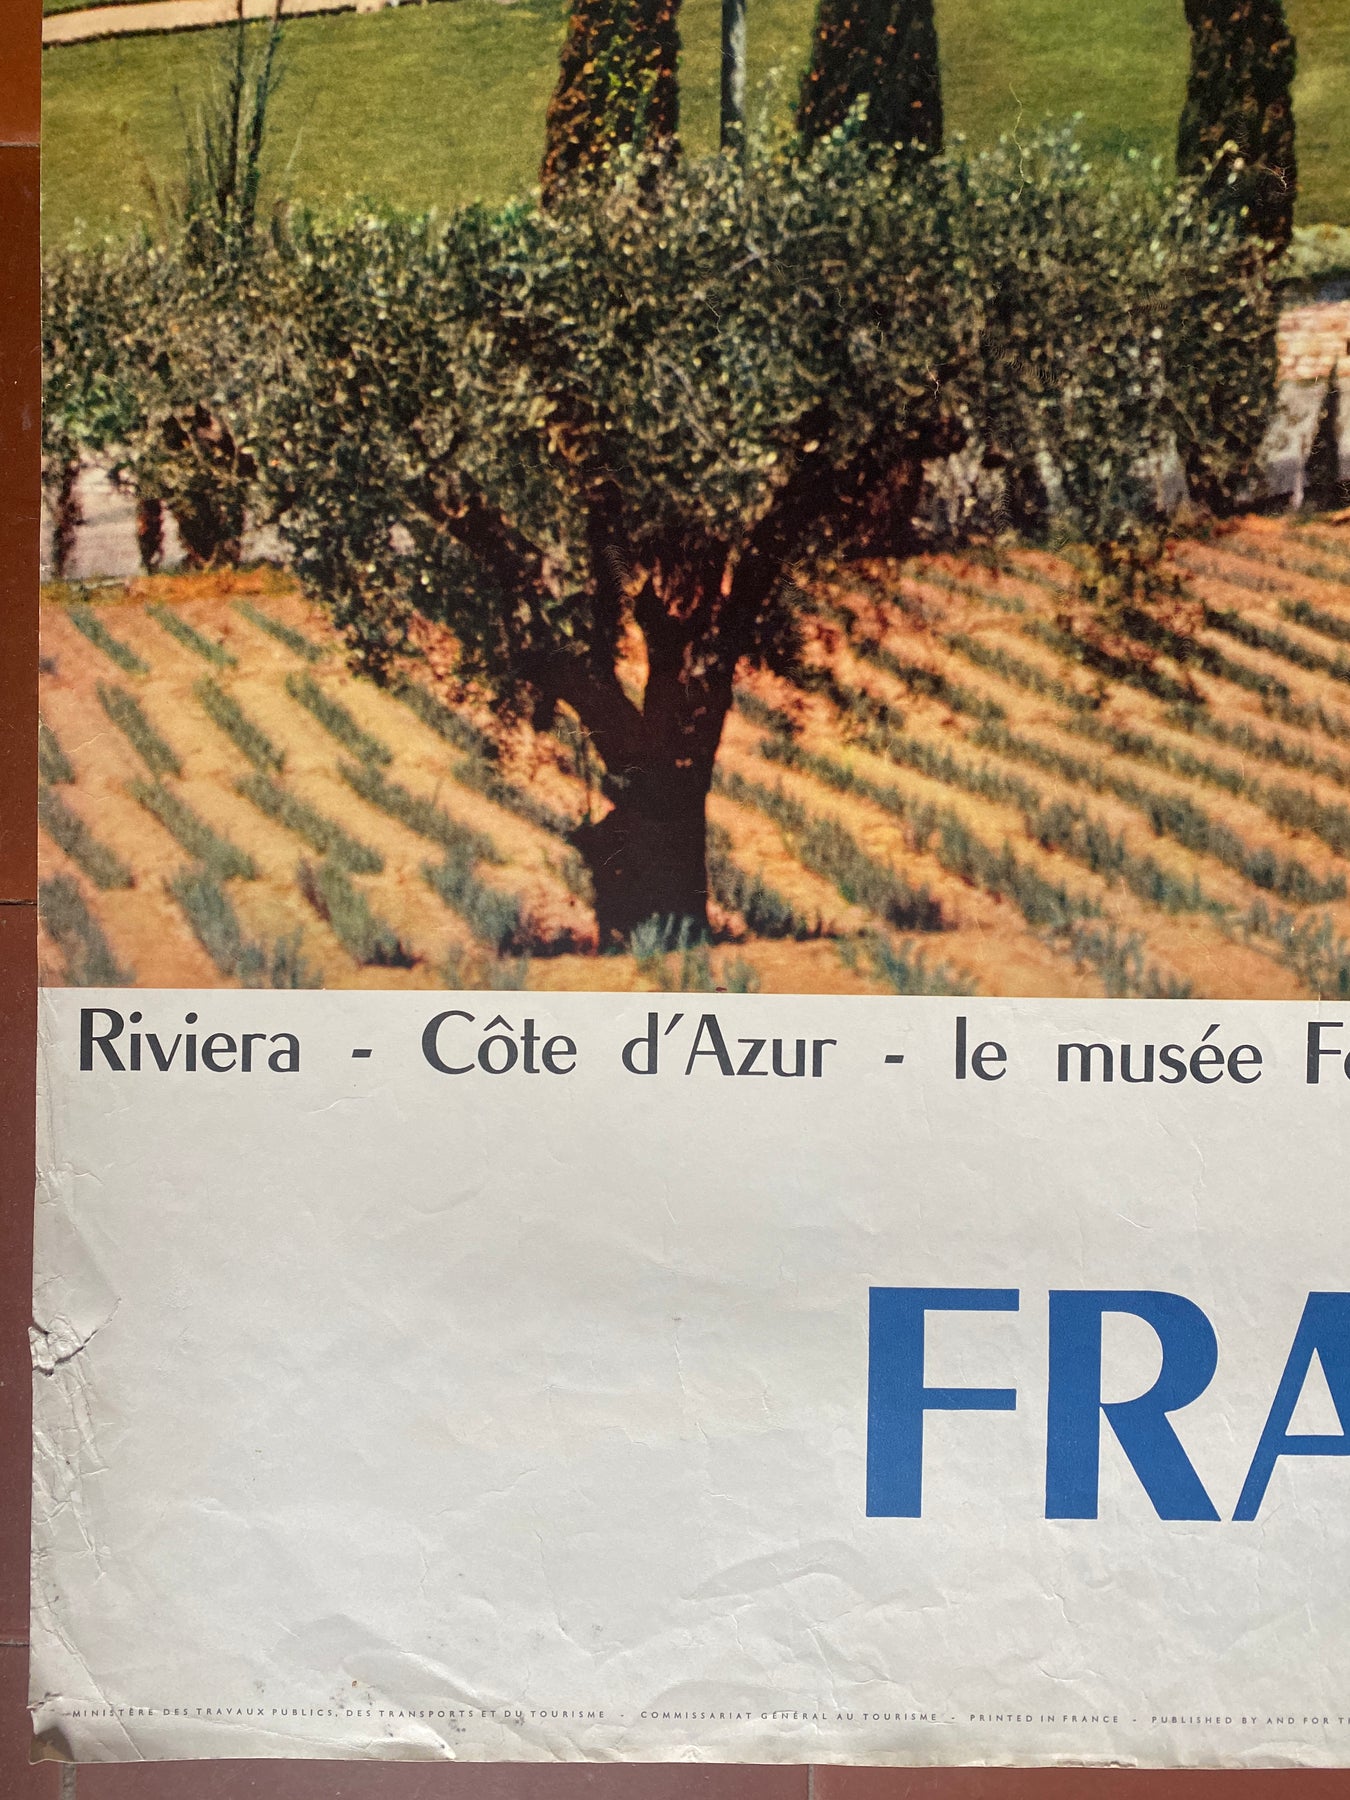 Riviera - Côte d'Azur - le musée
FRA
MINISTÈRE DES TRAVAUX PUBLICS, DES TRANSPORTS ET DU TOURISME - COMMISSARIAT GÉNÉRAL AU TOURISME - PRINTED IN FRANCE - PUBLISHED BY AND FOR